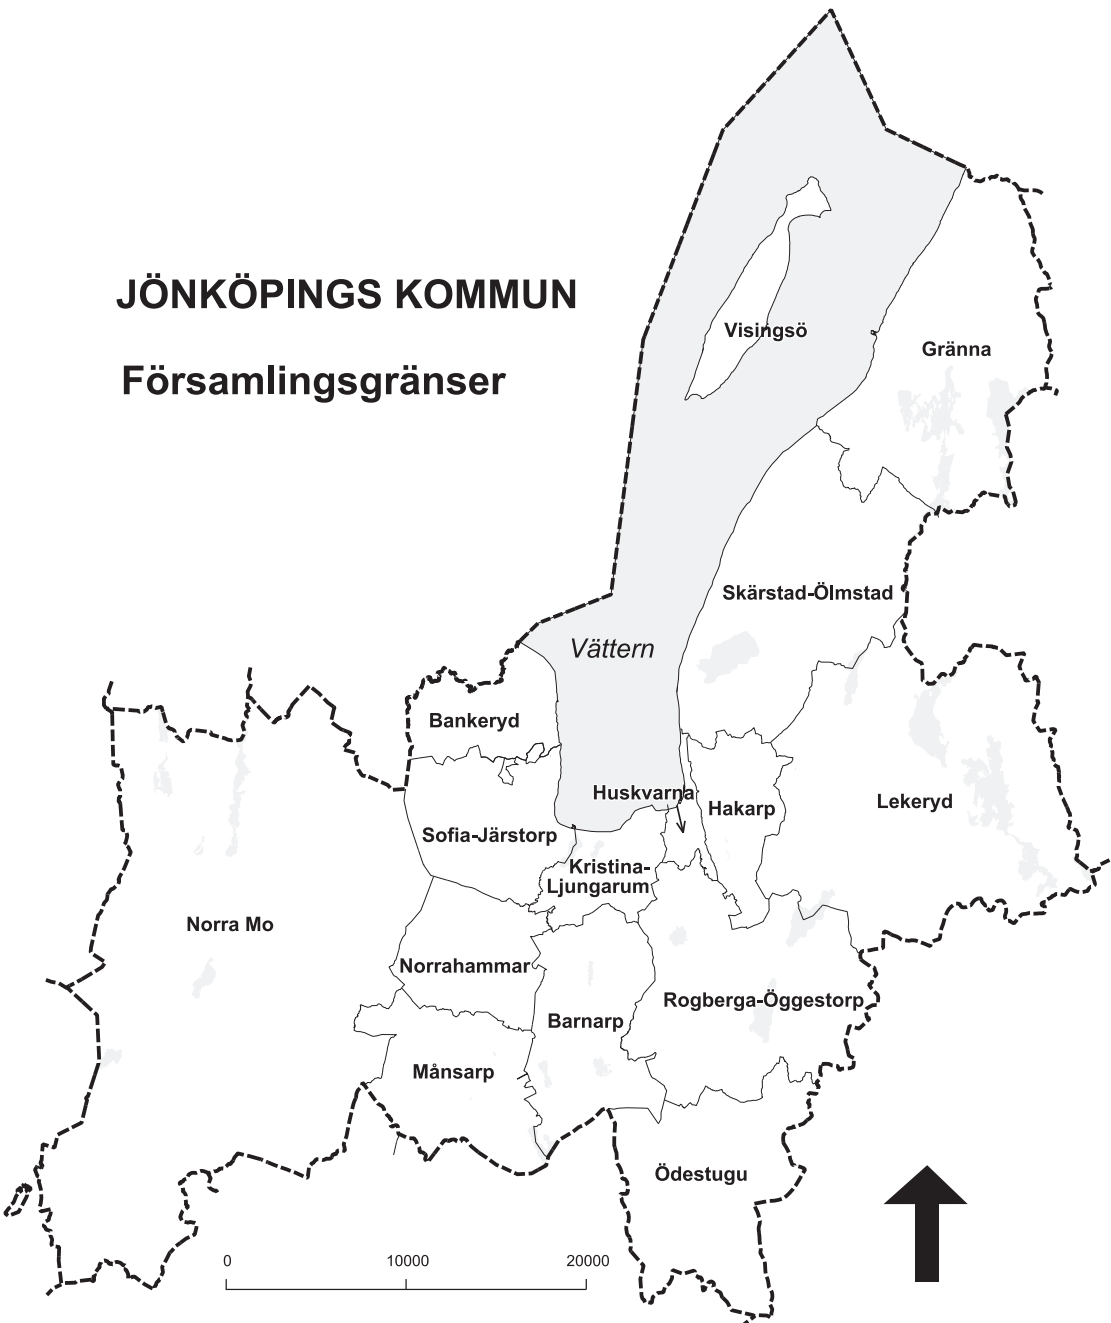 JÖNKÖPINGS KOMMUN
Församlingsgränser
Visingsö
Gränna
Skärstad-Ölmstad
Vättern
Bankeryd
Huskvarna
Hakarp
Lekeryd
Sofia-Järstorp
Kristina-
Ljungarum
Norra Mo
Norrahammar
Rogberga-Öggestorp
Barnarp
Månsarp
Ödestugu
0 10000 20000